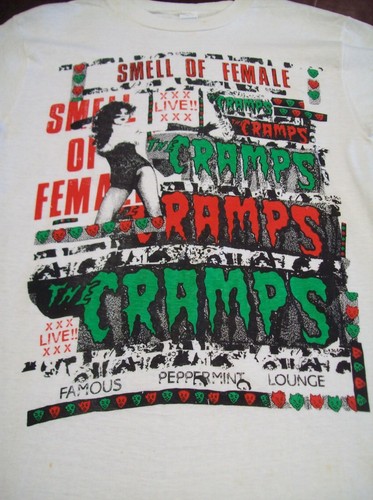 SMELL OF FEMALE
XXX
LIVE!!
XXX
SMELL
OF
FEMALE
CRAMPS
CRAMPS
THE CRAMPS
CRAMPS
THE CRAMPS
XXX
LIVE!!
XXX
FAMOUS PEPPERMINT LOUNGE